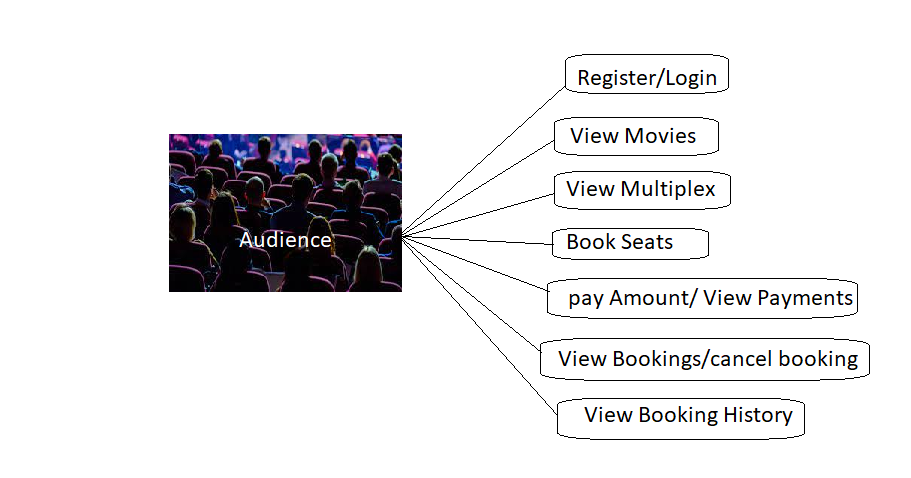 Register/Login
View Movies
View Multiplex
Audience
Book Seats
pay Amount/ View Payments
View Bookings/cancel booking
View Booking History